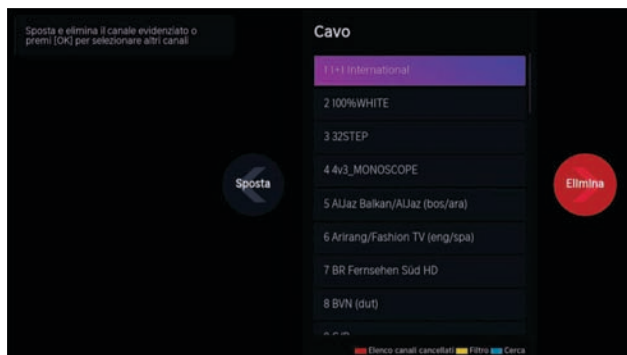 Sposta e elimina il canale evidenziato o
premi [OK] per selezionare altri canali
Cavo
1 1+1 International
2 100%WHITE
3 32STEP
4 4v3_MONOSCOPE
5 AlJaz Balkan/AlJaz (bos/ara)
6 Arirang/Fashion TV (eng/spa)
7 BR Fernsehen Süd HD
8 BVN (dut)
Sposta
Elimina
Elenco canali cancellati Filtro Cerca